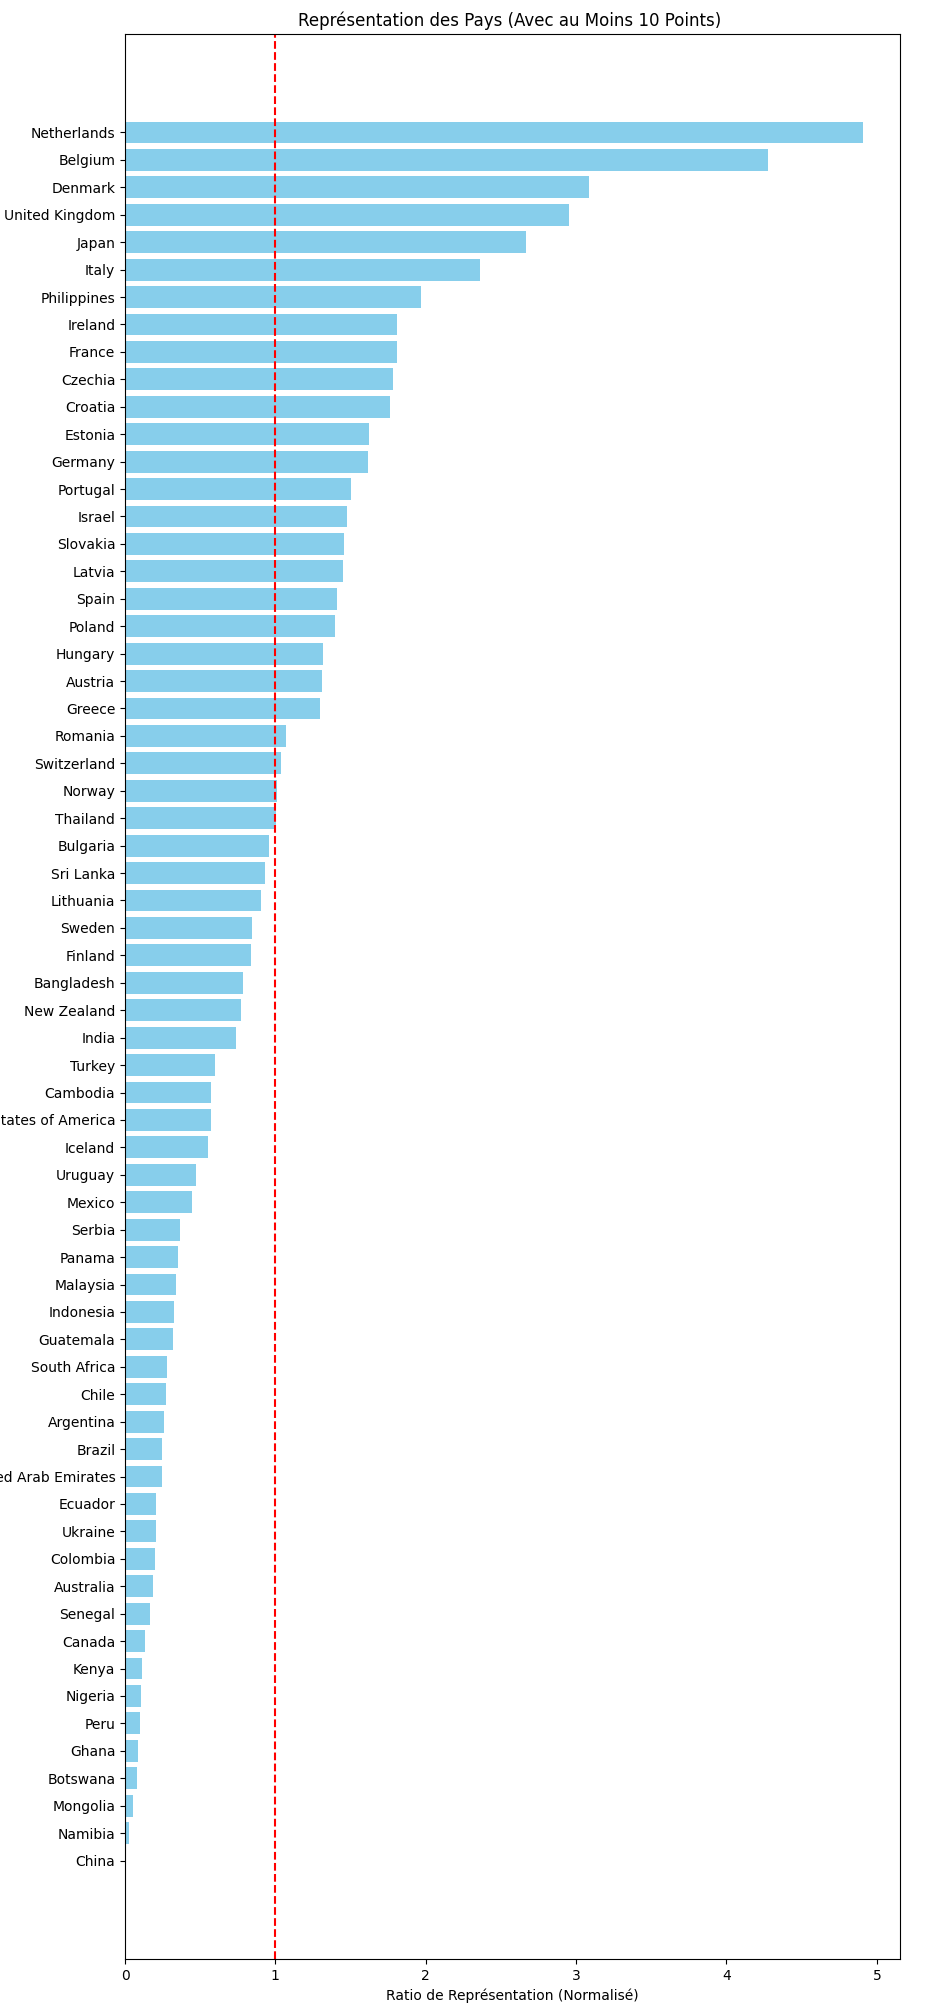 Représentation des Pays (Avec au Moins 10 Points)
Netherlands
Belgium
Denmark
United Kingdom
Japan
Italy
Philippines
Ireland
France
Czechia
Croatia
Estonia
Germany
Portugal
Israel
Slovakia
Latvia
Spain
Poland
Hungary
Austria
Greece
Romania
Switzerland
Norway
Thailand
Bulgaria
Sri Lanka
Lithuania
Sweden
Finland
Bangladesh
New Zealand
India
Turkey
Cambodia
tates of America
Iceland
Uruguay
Mexico
Serbia
Panama
Malaysia
Indonesia
Guatemala
South Africa
Chile
Argentina
Brazil
ed Arab Emirates
Ecuador
Ukraine
Colombia
Australia
Senegal
Canada
Kenya
Nigeria
Peru
Ghana
Botswana
Mongolia
Namibia
China
0 1 2 3 4 5
Ratio de Représentation (Normalisé)